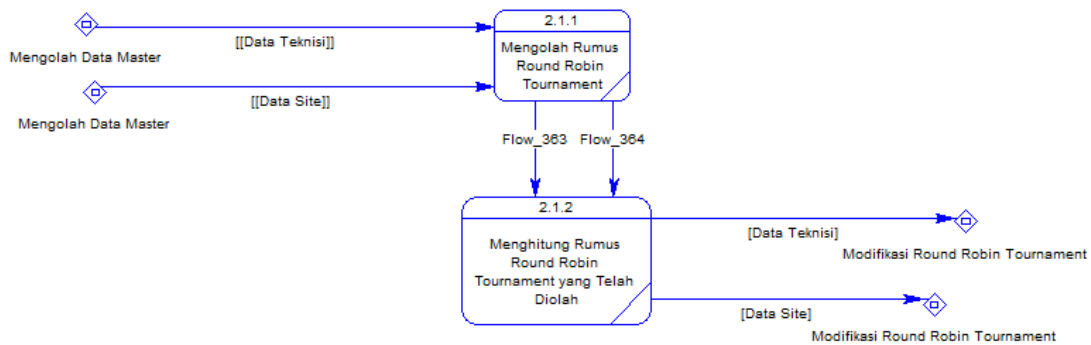 2.1.1
[[Data Teknisi]]
Mengolah Data Master
Mengolah Rumus
Round Robin
Tournament
[[Data Site]]
Mengolah Data Master
Flow_363 Flow_364
2.1.2
[Data Teknisi]
Modifikasi Round Robin Tournament
Menghitung Rumus
Round Robin
Tournament yang Telah
Diolah
[Data Site]
Modifikasi Round Robin Tournament